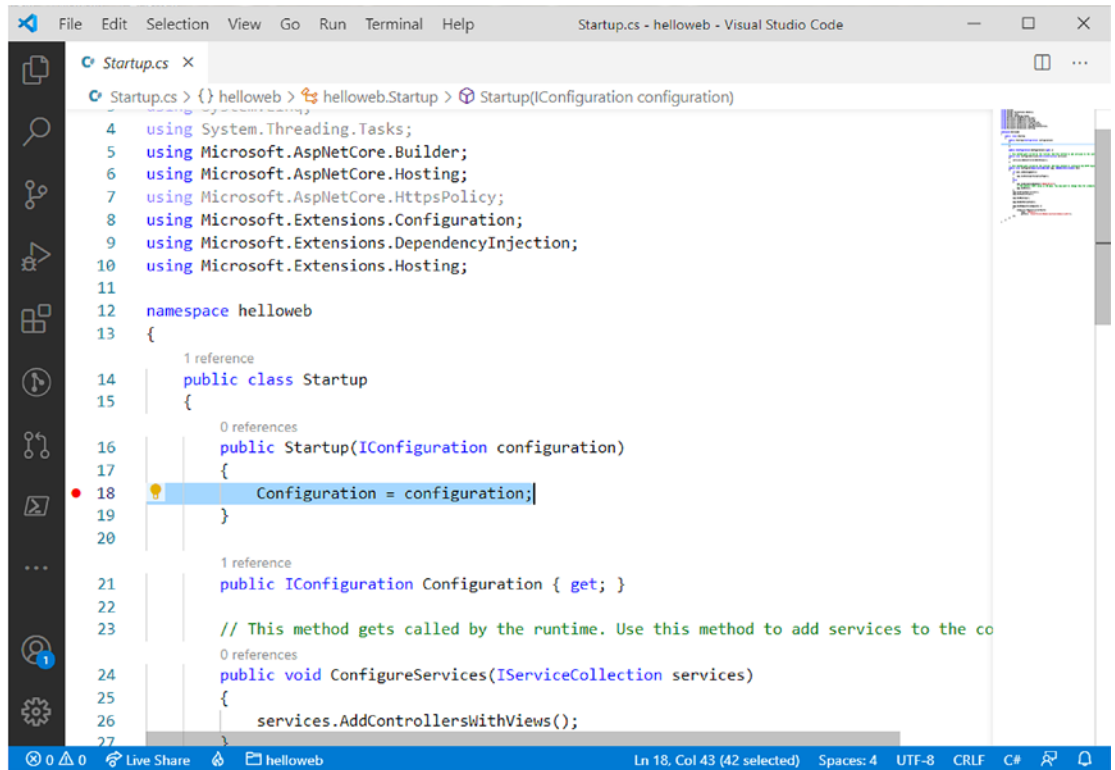 File Edit Selection View Go Run Terminal Help Startup.cs - helloweb - Visual Studio Code
C# Startup.cs
C# Startup.cs > {} helloweb > helloweb.Startup > Startup(IConfiguration configuration)
4 using System.Threading.Tasks;
5 using Microsoft.AspNetCore.Builder;
6 using Microsoft.AspNetCore.Hosting;
7 using Microsoft.AspNetCore.HttpsPolicy;
8 using Microsoft.Extensions.Configuration;
9 using Microsoft.Extensions.DependencyInjection;
10 using Microsoft.Extensions.Hosting;
11
12 namespace helloweb
13 {
1 reference
14 public class Startup
15 {
0 references
16 public Startup(IConfiguration configuration)
17 {
18 Configuration = configuration;
19 }
20
1 reference
21 public IConfiguration Configuration { get; }
22
23 // This method gets called by the runtime. Use this method to add services to the co
0 references
24 public void ConfigureServices(IServiceCollection services)
25 {
26 services.AddControllersWithViews();
27 }
1
0 0 Live Share helloweb Ln 18, Col 43 (42 selected) Spaces: 4 UTF-8 CRLF C#